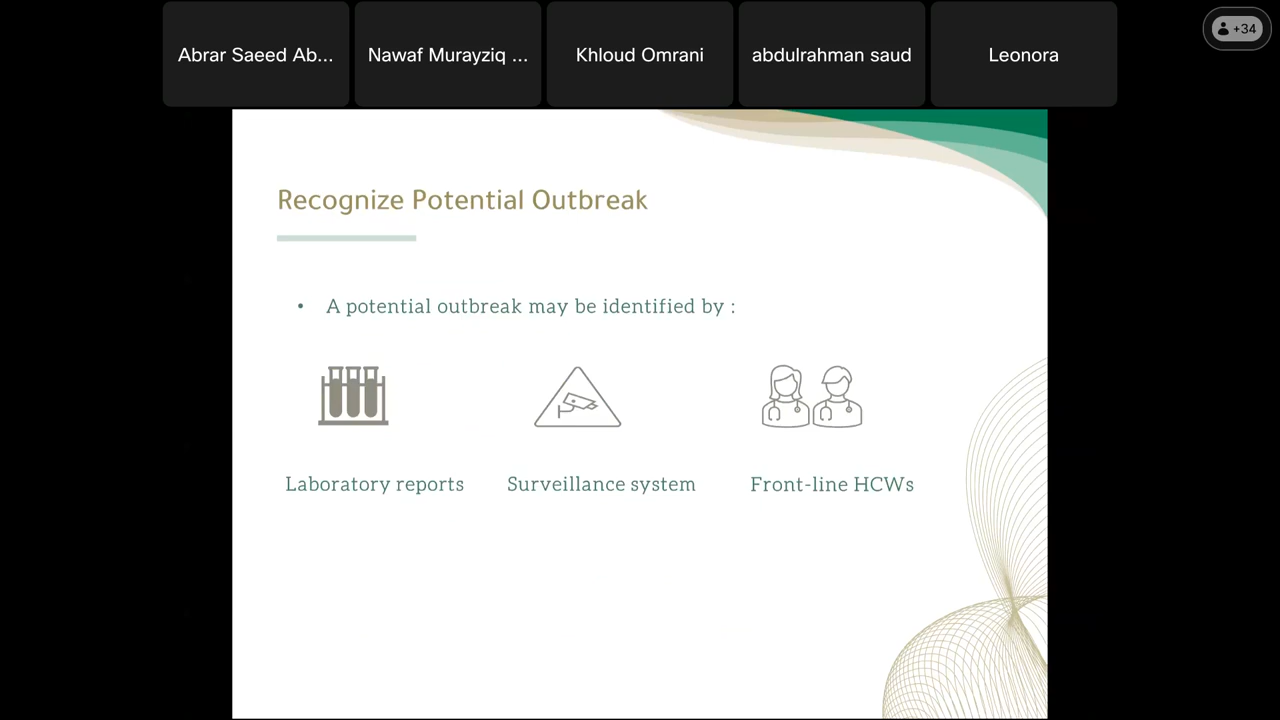 Abrar Saeed Ab...
Nawaf Murayziq ...
Khloud Omrani
abdulrahman saud
Leonora
+34
Recognize Potential Outbreak
• A potential outbreak may be identified by :
Laboratory reports
Surveillance system
Front-line HCWs